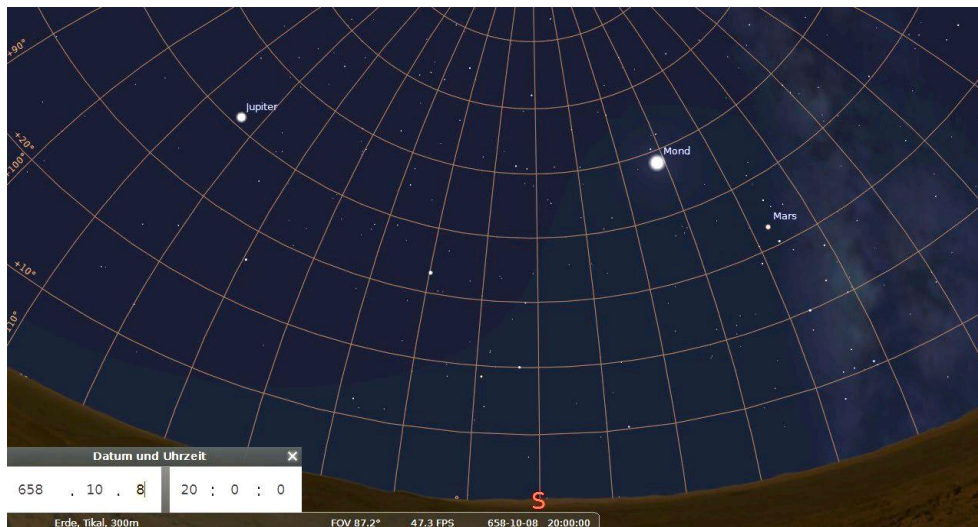 +90°
Jupiter
+20°
+100°
Mond
Mars
+10°
110°
S
Datum und Uhrzeit
658 . 10 . 8 20 : 0 : 0
Erde, Tikal, 300m FOV 87.2° 47.3 FPS 658-10-08 20:00:00